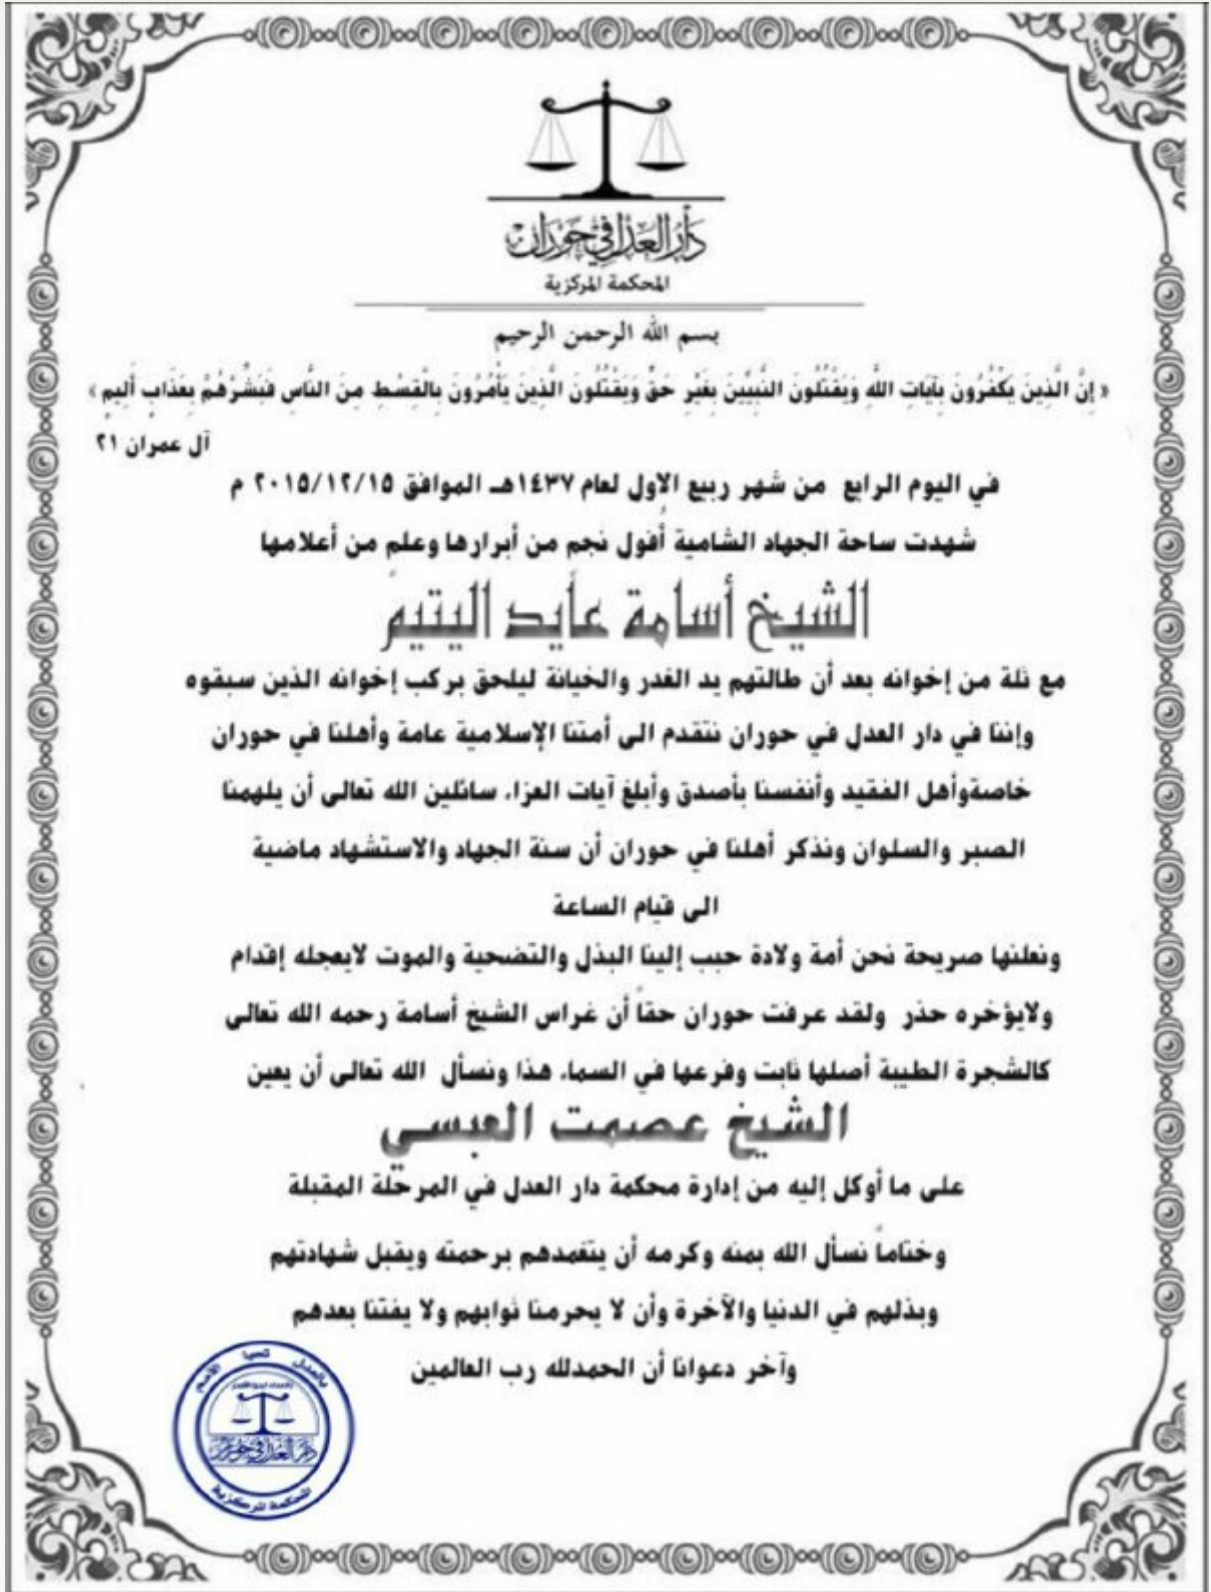 دار العدل في حوران
المحكمة المركزية
بسم الله الرحمن الرحيم
« إِنَّ الَّذِينَ يَكْفُرُونَ بِآيَاتِ اللَّهِ وَيَقْتُلُونَ النَّبِيِّينَ بِغَيْرِ حَقٍّ وَيَقْتُلُونَ الَّذِينَ يَأْمُرُونَ بِالْقِسْطِ مِنَ النَّاسِ فَبَشِّرْهُمْ بِعَذَابٍ أَلِيمٍ »
آل عمران ٢١
في اليوم الرابع من شهر ربيع الاول لعام ١٤٣٧هـ الموافق ٢٠١٥/١٢/١٥ م
شهدت ساحة الجهاد الشامية أفول نجم من أبرارها وعلم من أعلامها
الشيخ أسامة عايد اليتيم
مع ثلة من إخوانه بعد أن طالتهم يد الغدر والخيانة ليلحق بركب إخوانه الذين سبقوه
وإننا في دار العدل في حوران نتقدم الى أمتنا الإسلامية عامة وأهلنا في حوران
خاصةوأهل الفقيد وأنفسنا بأصدق وأبلغ آيات العزاء سائلين الله تعالى أن يلهمنا
الصبر والسلوان ونذكر أهلنا في حوران أن سنة الجهاد والاستشهاد ماضية
الى قيام الساعة
ونعلنها صريحة نحن أمة ولادة حبب إلينا البذل والتضحية والموت لايعجله إقدام
ولايؤخره حذر ولقد عرفت حوران حقاً أن غراس الشيخ أسامة رحمه الله تعالى
كالشجرة الطيبة أصلها ثابت وفرعها في السماء هذا ونسأل الله تعالى أن يعين
الشيخ عصمت العبسي
على ما أوكل إليه من إدارة محكمة دار العدل في المرحلة المقبلة
وختاماً نسأل الله بمنه وكرمه أن يتغمدهم برحمته ويقبل شهادتهم
وبذلهم في الدنيا والآخرة وأن لا يحرمنا ثوابهم ولا يفتنا بعدهم
وآخر دعوانا أن الحمدلله رب العالمين
بالعدل تحيا الأمم
دار العدل في حوران
المحكمة المركزية